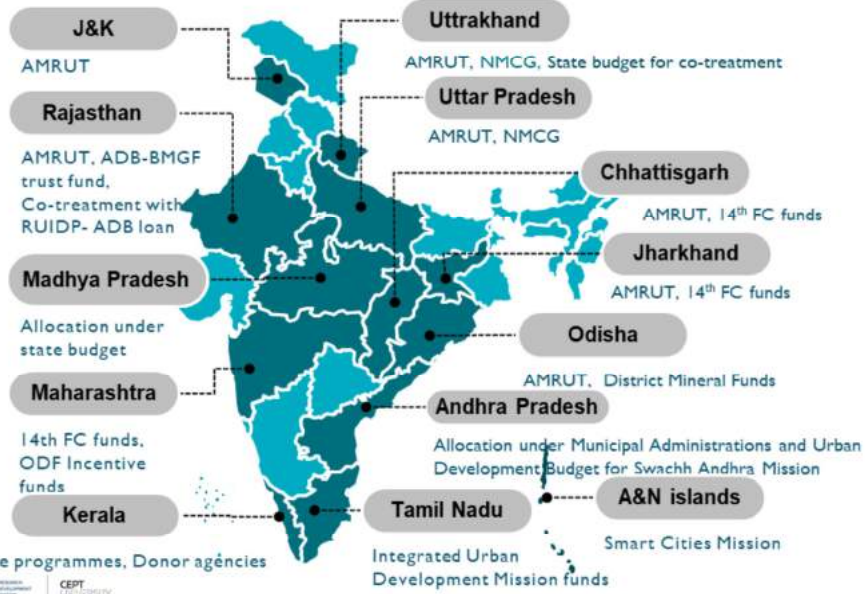 J&K
AMRUT
Uttrakhand
AMRUT, NMCG, State budget for co-treatment
Rajasthan
AMRUT, ADB-BMGF
trust fund,
Co-treatment with
RUIDP- ADB loan
Uttar Pradesh
AMRUT, NMCG
Chhattisgarh
AMRUT, 14th FC funds
Jharkhand
AMRUT, 14th FC funds
Madhya Pradesh
Allocation under
state budget
Odisha
AMRUT, District Mineral Funds
Maharashtra
14th FC funds,
ODF Incentive
funds
Andhra Pradesh
Allocation under Municipal Administrations and Urban
Development Budget for Swachh Andhra Mission
Kerala
e programmes, Donor agencies
Tamil Nadu
Integrated Urban
Development Mission funds
A&N islands
Smart Cities Mission
CEPT